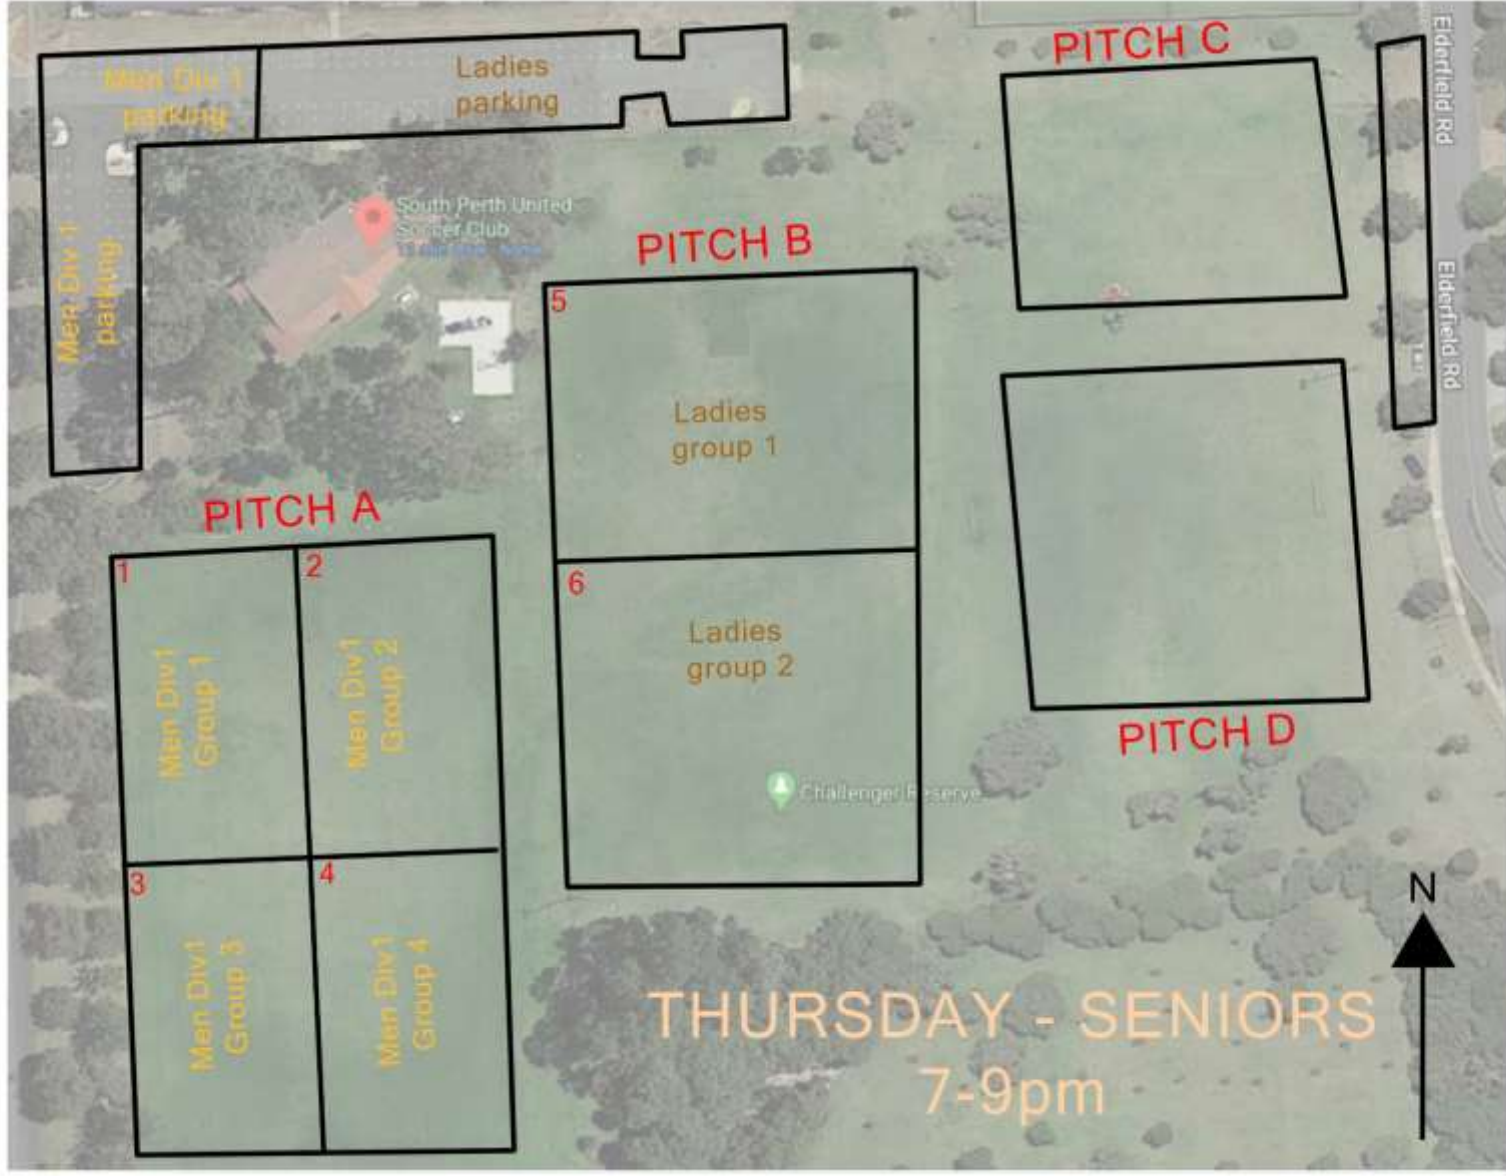 PITCH C
Elderfield Rd
Men Div 1
parking
Ladies
parking
South Perth United
Soccer Club
PITCH B
Men Div 1
parking
Elderfield Rd
5
Ladies
group 1
PITCH A
1
2
6
Men Div1
Group 1
Men Div1
Group 2
Ladies
group 2
PITCH D
Challenger Reserve
3
4
Men Div1
Group 3
Men Div1
Group 4
N
THURSDAY - SENIORS
7-9pm